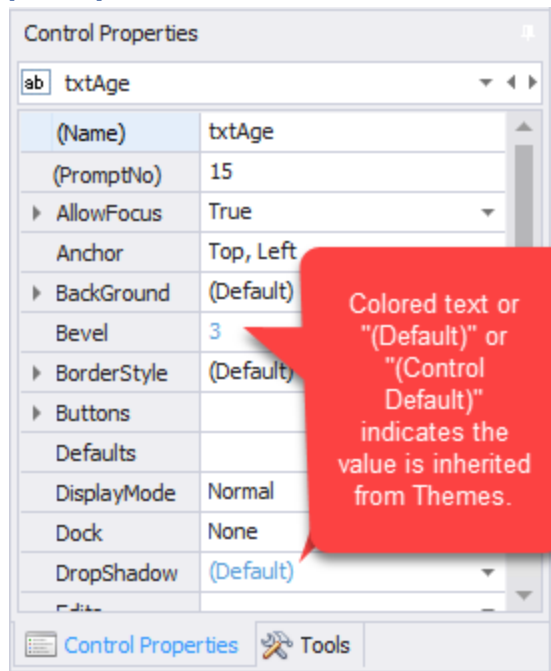 Control Properties
ab txtAge
(Name) txtAge
(PromptNo) 15
AllowFocus True
Anchor Top, Left
BackGround (Default)
Bevel 3
BorderStyle (Default)
Buttons
Defaults
DisplayMode Normal
Dock None
DropShadow (Default)
Colored text or
"(Default)" or
"(Control
Default)"
indicates the
value is inherited
from Themes.
Control Properties Tools